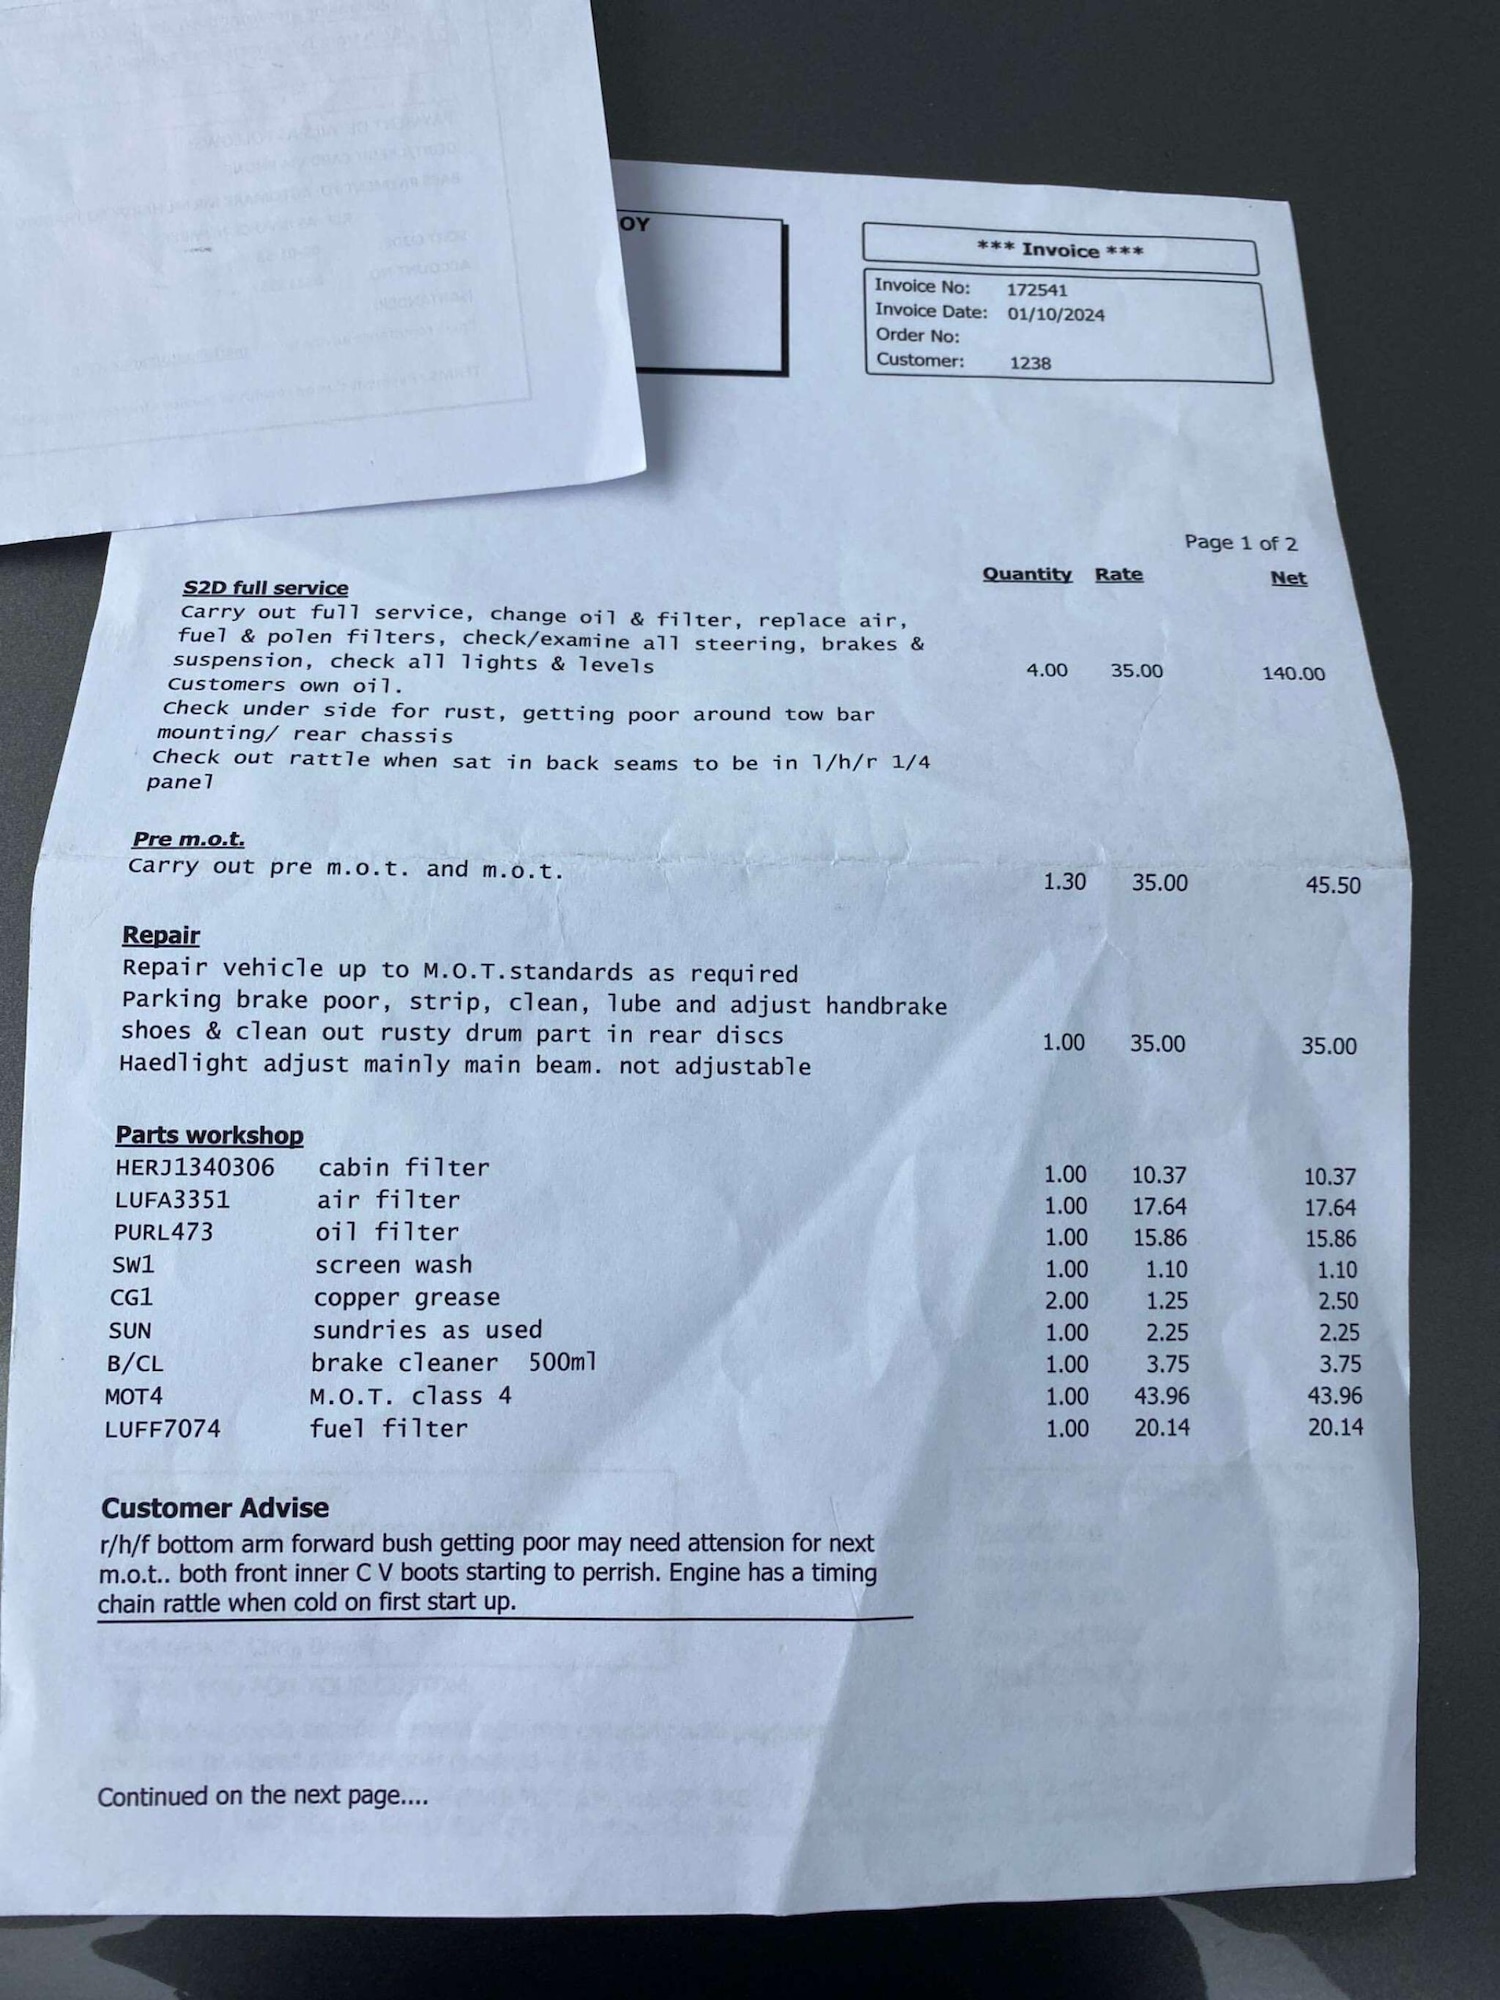 OY
*** Invoice ***
Invoice No: 172541
Invoice Date: 01/10/2024
Order No:
Customer: 1238
Page 1 of 2
Quantity Rate Net
S2D full service
Carry out full service, change oil & filter, replace air,
fuel & polen filters, check/examine all steering, brakes &
suspension, check all lights & levels 4.00 35.00 140.00
Customers own oil.
Check under side for rust, getting poor around tow bar
mounting/ rear chassis
Check out rattle when sat in back seams to be in l/h/r 1/4
panel
Pre m.o.t.
Carry out pre m.o.t. and m.o.t. 1.30 35.00 45.50
Repair
Repair vehicle up to M.O.T.standards as required
Parking brake poor, strip, clean, lube and adjust handbrake
shoes & clean out rusty drum part in rear discs 1.00 35.00 35.00
Haedlight adjust mainly main beam. not adjustable
Parts workshop
HERJ1340306 cabin filter 1.00 10.37 10.37
LUFA3351 air filter 1.00 17.64 17.64
PURL473 oil filter 1.00 15.86 15.86
SW1 screen wash 1.00 1.10 1.10
CG1 copper grease 2.00 1.25 2.50
SUN sundries as used 1.00 2.25 2.25
B/CL brake cleaner 500ml 1.00 3.75 3.75
MOT4 M.O.T. class 4 1.00 43.96 43.96
LUFF7074 fuel filter 1.00 20.14 20.14
Customer Advise
r/h/f bottom arm forward bush getting poor may need attension for next
m.o.t.. both front inner C V boots starting to perrish. Engine has a timing
chain rattle when cold on first start up.
Continued on the next page....